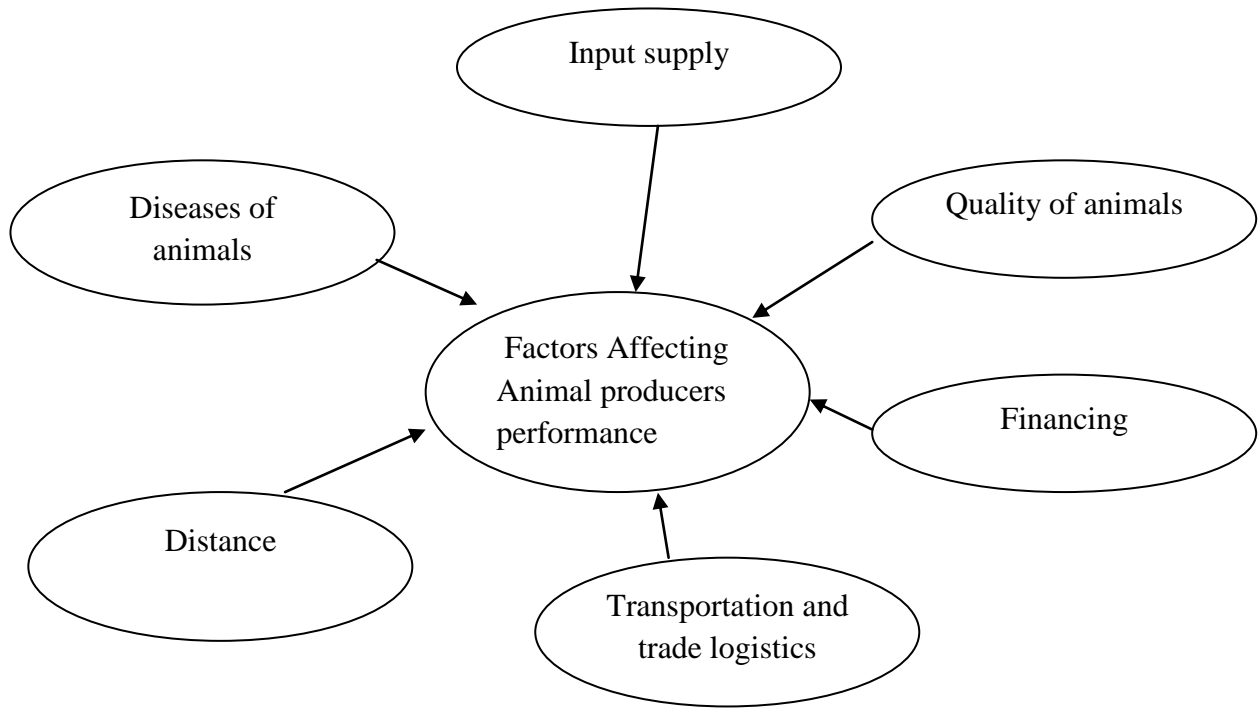 Input supply
Diseases of
animals
Quality of animals
Factors Affecting
Animal producers
performance
Financing
Distance
Transportation and
trade logistics